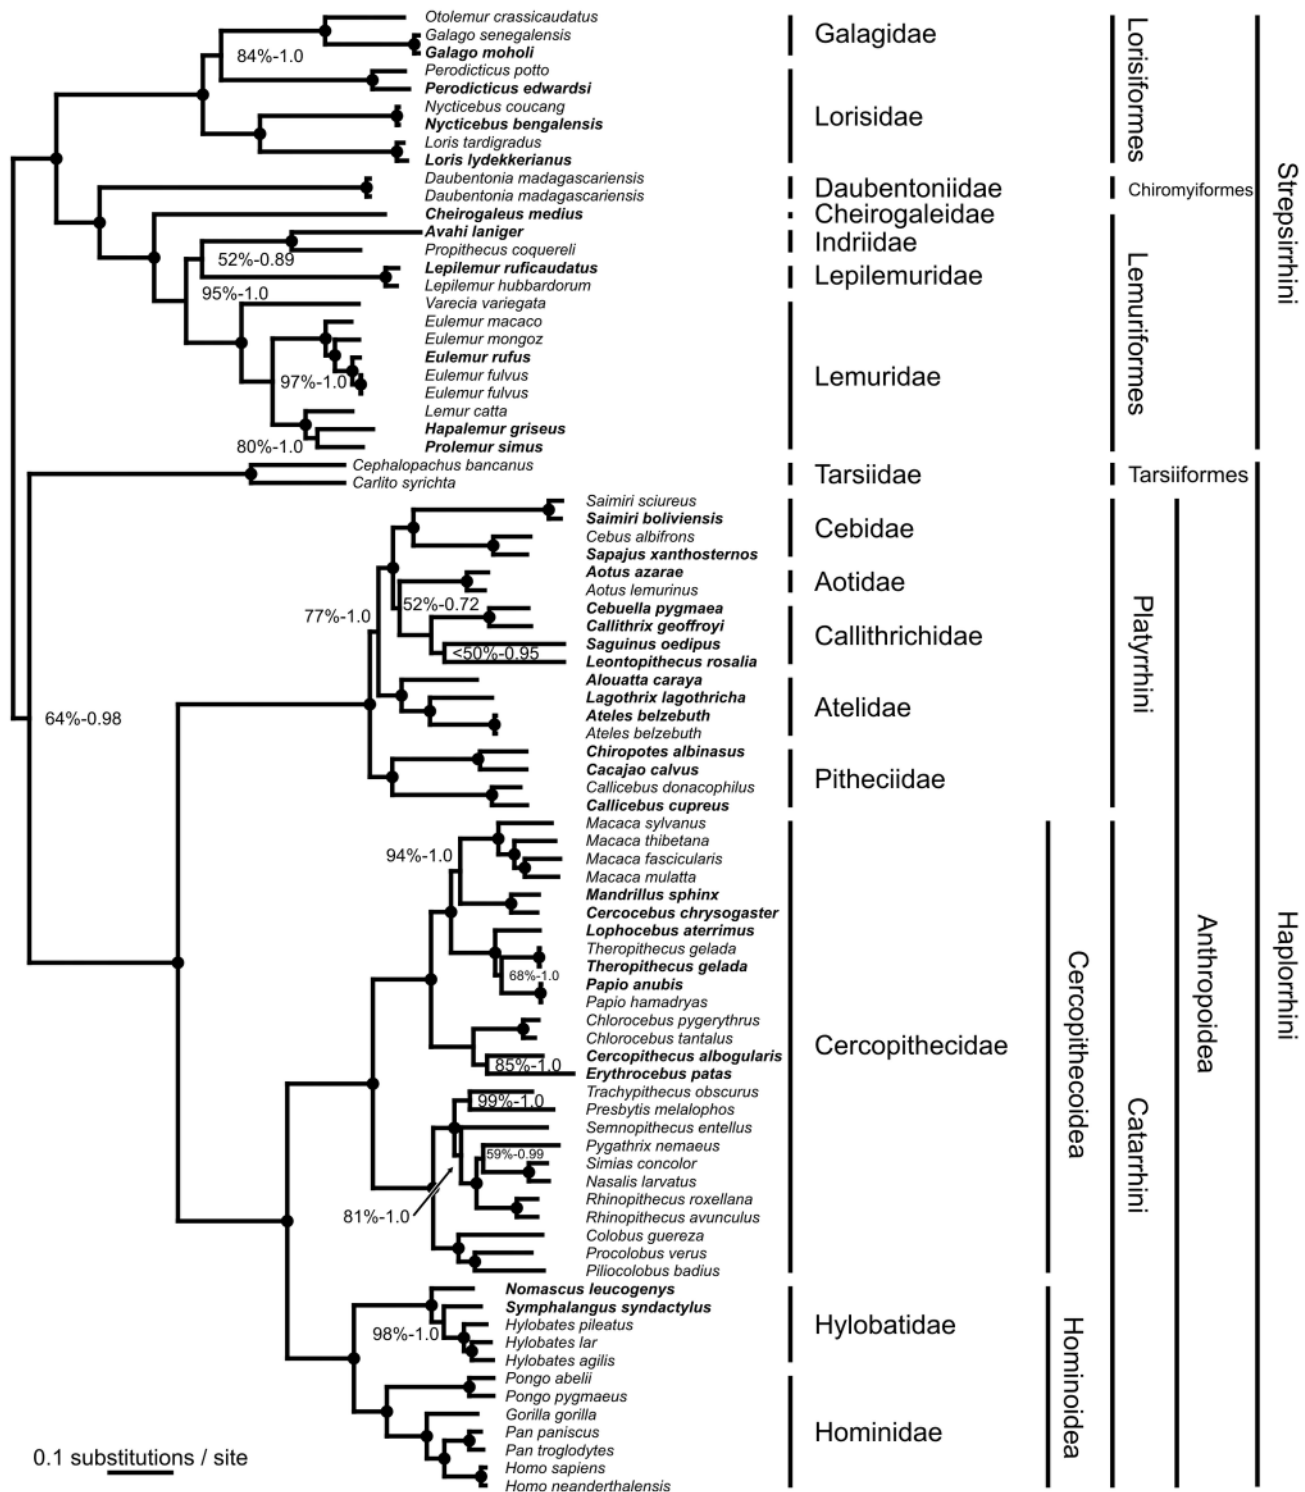 Otolemur crassicaudatus
Galago senegalensis
Galago moholi
84%-1.0
Perodicticus potto
Perodicticus edwardsi
Nycticebus coucang
Nycticebus bengalensis
Loris tardigradus
Loris lydekkerianus
Daubentonia madagascariensis
Daubentonia madagascariensis
Cheirogaleus medius
Avahi laniger
Propithecus coquereli
52%-0.89
Lepilemur ruficaudatus
Lepilemur hubbardorum
95%-1.0
Varecia variegata
Eulemur macaco
Eulemur mongoz
Eulemur rufus
Eulemur fulvus
97%-1.0
Eulemur fulvus
Lemur catta
Hapalemur griseus
Prolemur simus
80%-1.0
Cephalopachus bancanus
Carlito syrichta
Saimiri sciureus
Saimiri boliviensis
Cebus albifrons
Sapajus xanthosternos
Aotus azarae
Aotus lemurinus
52%-0.72
77%-1.0
Cebuella pygmaea
Callithrix geoffroyi
Saguinus oedipus
<50%-0.95
Leontopithecus rosalia
Alouatta caraya
Lagothrix lagothricha
Ateles belzebuth
64%-0.98
Ateles belzebuth
Chiropotes albinasus
Cacajao calvus
Callicebus donacophilus
Callicebus cupreus
Macaca sylvanus
Macaca thibetana
94%-1.0
Macaca fascicularis
Macaca mulatta
Mandrillus sphinx
Cercocebus chrysogaster
Lophocebus aterrimus
Theropithecus gelada
Theropithecus gelada
68%-1.0
Papio anubis
Papio hamadryas
Chlorocebus pygerythrus
Chlorocebus tantalus
Cercopithecus albogularis
85%-1.0
Erythrocebus patas
Trachypithecus obscurus
99%-1.0
Presbytis melalophos
Semnopithecus entellus
Pygathrix nemaeus
59%-0.99
Simias concolor
Nasalis larvatus
Rhinopithecus roxellana
81%-1.0
Rhinopithecus avunculus
Colobus guereza
Procolobus verus
Piliocolobus badius
Nomascus leucogenys
Symphalangus syndactylus
Hylobates pileatus
98%-1.0
Hylobates lar
Hylobates agilis
Pongo abelii
Pongo pygmaeus
Gorilla gorilla
Pan paniscus
Pan troglodytes
Homo sapiens
Homo neanderthalensis
0.1 substitutions / site
Galagidae
Lorisidae
Daubentoniidae
Cheirogaleidae
Indriidae
Lepilemuridae
Lemuridae
Tarsiidae
Cebidae
Aotidae
Callithrichidae
Atelidae
Pitheciidae
Cercopithecidae
Hylobatidae
Hominidae
Cercopithecoidea
Hominoidea
Lorisiformes
Chiromyiformes
Lemuriformes
Tarsiiformes
Platyrrhini
Catarrhini
Anthropoidea
Strepsirrhini
Haplorrhini